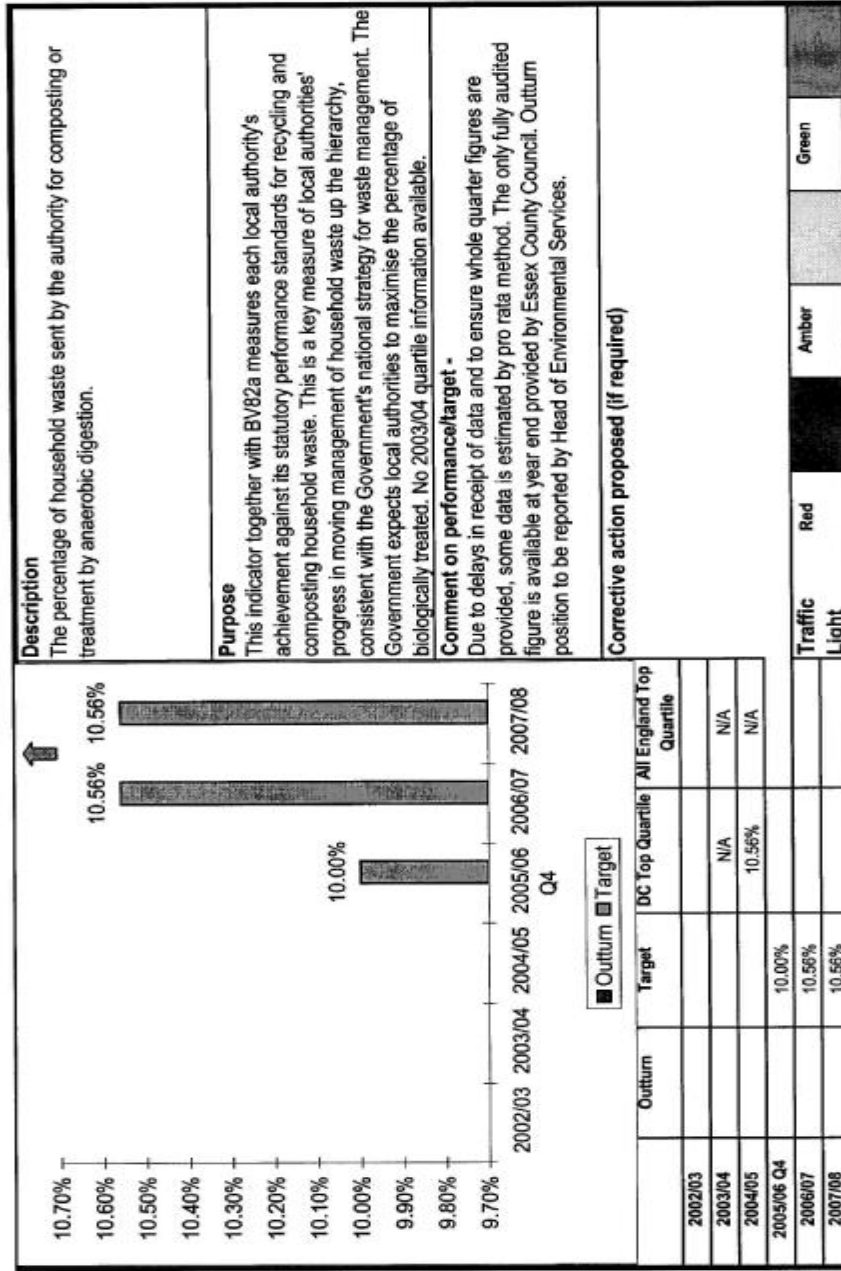 Description
The percentage of household waste sent by the authority for composting or
treatment by anaerobic digestion.
Purpose
This indicator together with BV82a measures each local authority's
achievement against its statutory performance standards for recycling and
composting household waste. This is a key measure of local authorities'
progress in moving management of household waste up the hierarchy,
consistent with the Government's national strategy for waste management. The
Government expects local authorities to maximise the percentage of
biologically treated. No 2003/04 quartile information available.
Comment on performance/target -
Due to delays in receipt of data and to ensure whole quarter figures are
provided, some data is estimated by pro rata method. The only fully audited
figure is available at year end provided by Essex County Council. Outturn
position to be reported by Head of Environmental Services.
Corrective action proposed (if required)
10.70%
10.60%
10.50%
10.40%
10.30%
10.20%
10.10%
10.00%
9.90%
9.80%
9.70%
10.00%
10.56%
10.56%
2002/03 2003/04 2004/05 2005/06 2006/07 2007/08
Q4
Outturn Target
Outturn Target DC Top Quartile All England Top
Quartile
2002/03
2003/04 N/A N/A
2004/05 10.56% N/A
2005/06 Q4 10.00%
2006/07 10.56%
2007/08 10.56%
Traffic Red Amber Green
Light